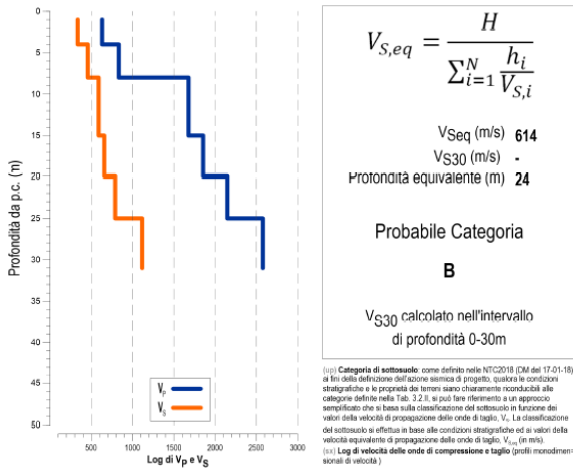 0
5
10
15
20
25
30
35
40
45
50
Profondità da p.c. (m)
500
1000
1500
2000
2500
3000
Log di VP e VS
VP
VS
VS,eq = H / ∑i=1N hi/VS,i
VSeq (m/s) 614
VS30 (m/s) -
Profondità equivalente (m) 24
Probabile Categoria
B
VS30 calcolato nell'intervallo
di profondità 0-30m
(up) Categoria di sottosuolo: come definito nelle NTC2018 (DM del 17-01-18)
ai fini della definizione dell'azione sismica di progetto, qualora le condizioni
stratigrafiche e le proprietà dei terreni siano chiaramente riconducibili alle
categorie definite nella Tab. 3.2.II, si può fare riferimento a un approccio
semplificato che si basa sulla classificazione del sottosuolo in funzione dei
valori della velocità di propagazione delle onde di taglio, VS. La classificazione
del sottosuolo si effettua in base alle condizioni stratigrafiche ed ai valori della
velocità equivalente di propagazione delle onde di taglio, VS,eq (in m/s).
(sx) Log di velocità delle onde di compressione e taglio (profili monodimen=
sionali di velocità )